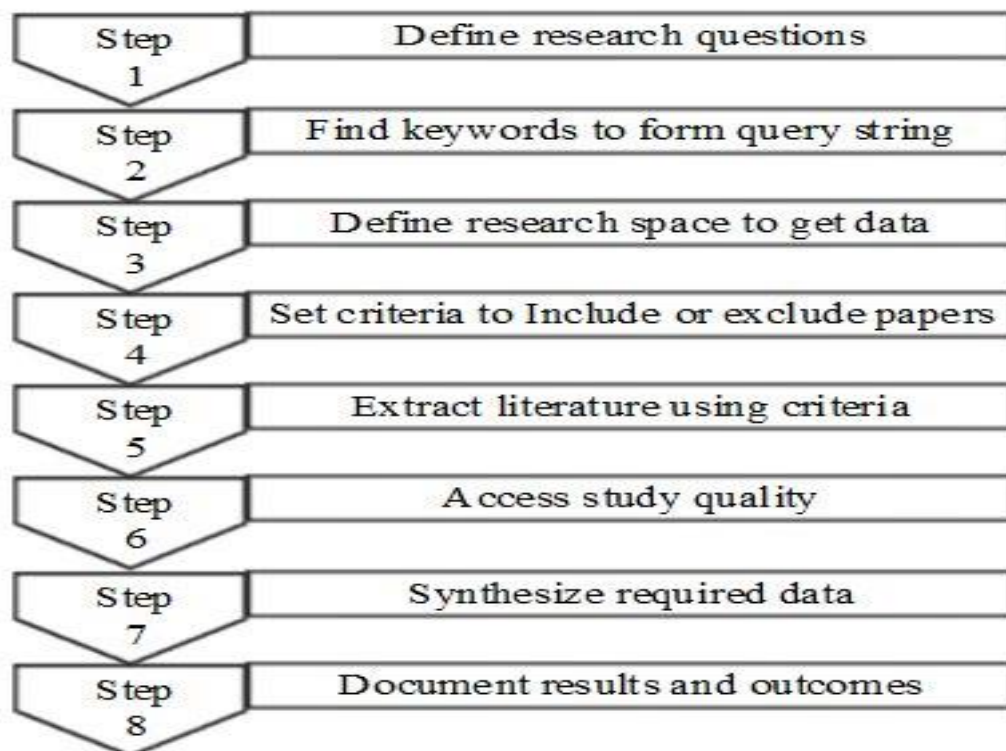 Step
1
Define research questions
Step
2
Find keywords to form query string
Step
3
Define research space to get data
Step
4
Set criteria to Include or exclude papers
Step
5
Extract literature using criteria
Step
6
Access study quality
Step
7
Synthesize required data
Step
8
Document results and outcomes